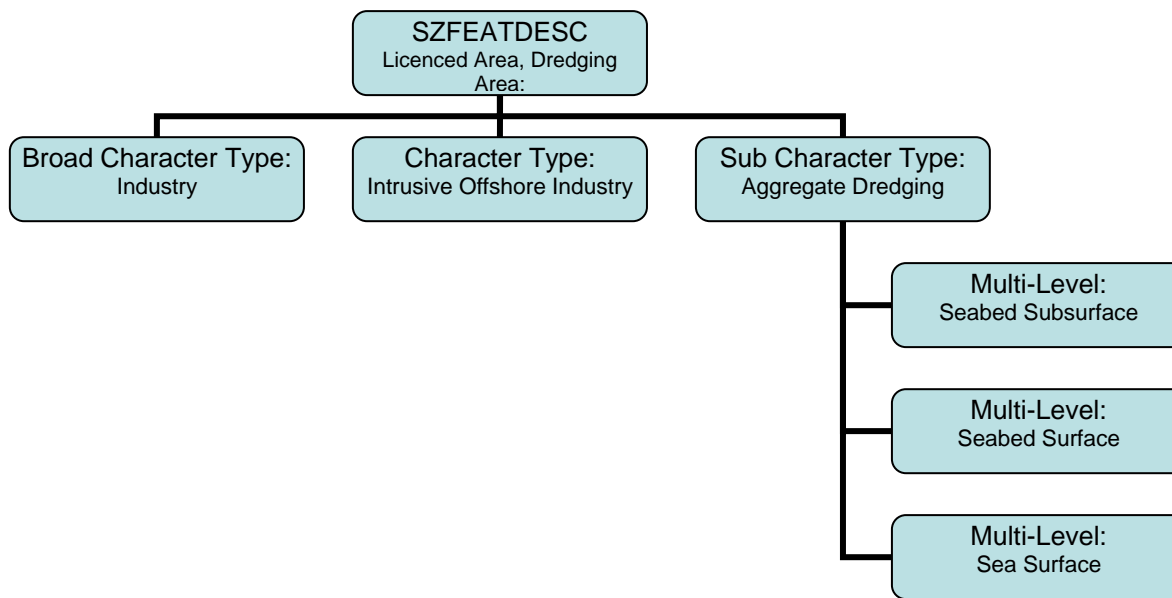 SZFEATDESC
Licenced Area, Dredging
Area:
Broad Character Type:
Industry
Character Type:
Intrusive Offshore Industry
Sub Character Type:
Aggregate Dredging
Multi-Level:
Seabed Subsurface
Multi-Level:
Seabed Surface
Multi-Level:
Sea Surface